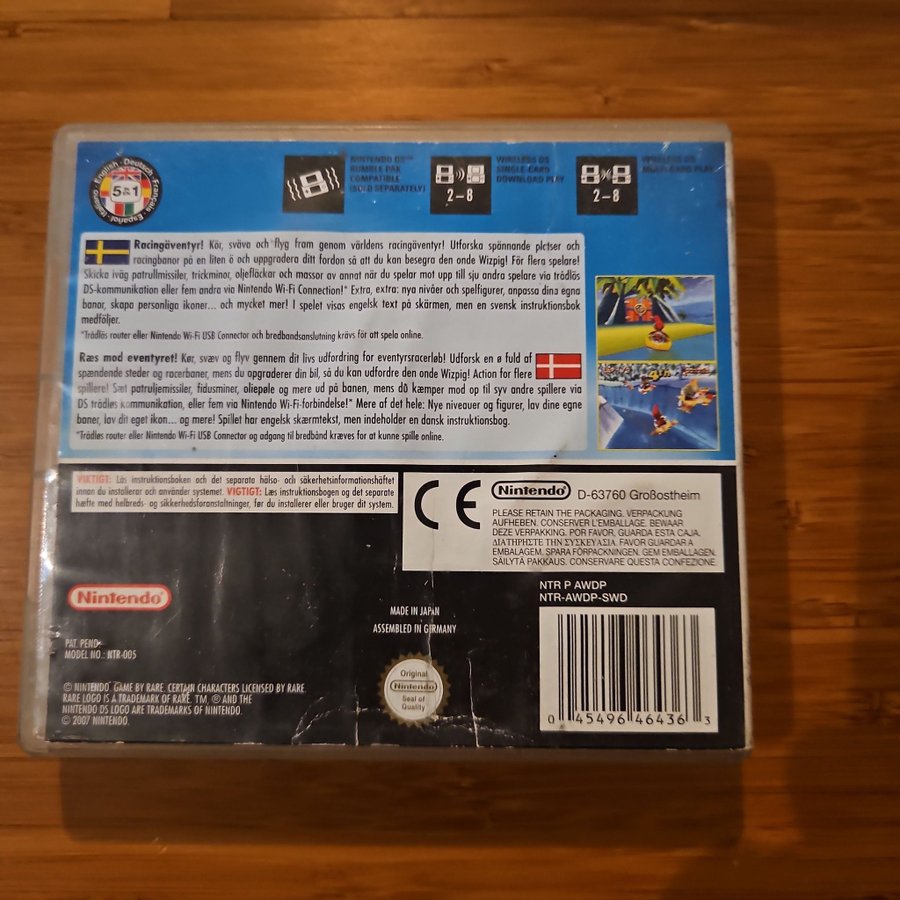 English · Deutsch · Français · Español · Italiano
5 in 1
NINTENDO DS™
RUMBLE PAK
COMPATIBLE
(SOLD SEPARATELY)
WIRELESS DS
SINGLE-CARD
DOWNLOAD PLAY
2–8
WIRELESS DS
MULTI-CARD PLAY
2–8
Racingäventyr! Kör, sväva och flyg fram genom världens racingäventyr! Utforska spännande platser och
racingbanor på en liten ö och uppgradera ditt fordon så att du kan besegra den onde Wizpig! För flera spelare!
Skicka iväg patrullmissiler, trickminor, oljefläckar och massor av annat när du spelar mot upp till sju andra spelare via trådlös
DS-kommunikation eller fem andra via Nintendo Wi-Fi Connection!* Extra, extra: nya nivåer och spelfigurer, anpassa dina egna
banor, skapa personliga ikoner... och mycket mer! I spelet visas engelsk text på skärmen, men en svensk instruktionsbok
medföljer.
*Trådlös router eller Nintendo Wi-Fi USB Connector och bredbandsanslutning krävs för att spela online.
Ræs mod eventyret! Kør, svæv og flyv gennem dit livs udfordring for eventyrsracerløb! Udforsk en ø fuld af
spændende steder og racerbaner, mens du opgraderer din bil, så du kan udfordre den onde Wizpig! Action for flere
spillere! Sæt patruljemissiler, fidusminer, oliepøle og mere ud på banen, mens du kæmper mod op til syv andre spillere via
DS trådløs kommunikation, eller fem via Nintendo Wi-Fi-forbindelse!* Mere af det hele: Nye niveauer og figurer, lav dine egne
baner, lav dit eget ikon... og mere! Spillet har engelsk skærmtekst, men indeholder en dansk instruktionsbog.
*Trådløs router eller Nintendo Wi-Fi USB Connector og adgang til bredbånd kræves for at kunne spille online.
VIKTIGT: Läs instruktionsboken och det separata hälso- och säkerhetsinformationshäftet
innan du installerar och använder systemet. VIGTIGT: Læs instruktionsbogen og det separate
hæfte med helbreds- og sikkerhedsforanstaltninger, før du installerer eller bruger dit system.
CE
Nintendo D-63760 Großostheim
PLEASE RETAIN THE PACKAGING. VERPACKUNG
AUFHEBEN. CONSERVER L'EMBALLAGE. BEWAAR
DEZE VERPAKKING. POR FAVOR, GUARDA ESTA CAJA.
ΔΙΑΤΗΡΗΣΤΕ ΤΗΝ ΣΥΣΚΕΥΑΣΙΑ. FAVOR GUARDAR A
EMBALAGEM. SPARA FÖRPACKNINGEN. GEM EMBALLAGEN.
SÄILYTÄ PAKKAUS. CONSERVARE QUESTA CONFEZIONE.
NTR P AWDP
NTR-AWDP-SWD
Nintendo
MADE IN JAPAN
ASSEMBLED IN GERMANY
PAT. PEND.
MODEL NO.: NTR-005
Original
Nintendo
Seal of
Quality
© NINTENDO. GAME BY RARE. CERTAIN CHARACTERS LICENSED BY RARE.
RARE LOGO IS A TRADEMARK OF RARE. TM, ® AND THE
NINTENDO DS LOGO ARE TRADEMARKS OF NINTENDO.
© 2007 NINTENDO.
0 45496 46436 3